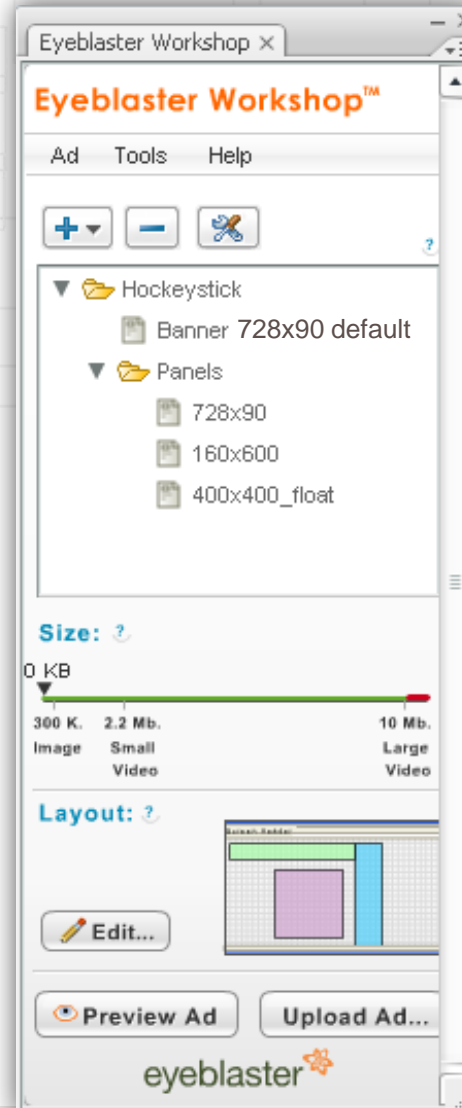 Eyeblaster Workshop ×
Eyeblaster Workshop™
Ad Tools Help
?
Hockeystick
Banner 728x90 default
Panels
728x90
160x600
400x400_float
Size: ?
0 KB
300 K. 2.2 Mb. 10 Mb.
Image Small Large
Video Video
Layout: ?
Edit...
Preview Ad Upload Ad...
eyeblaster